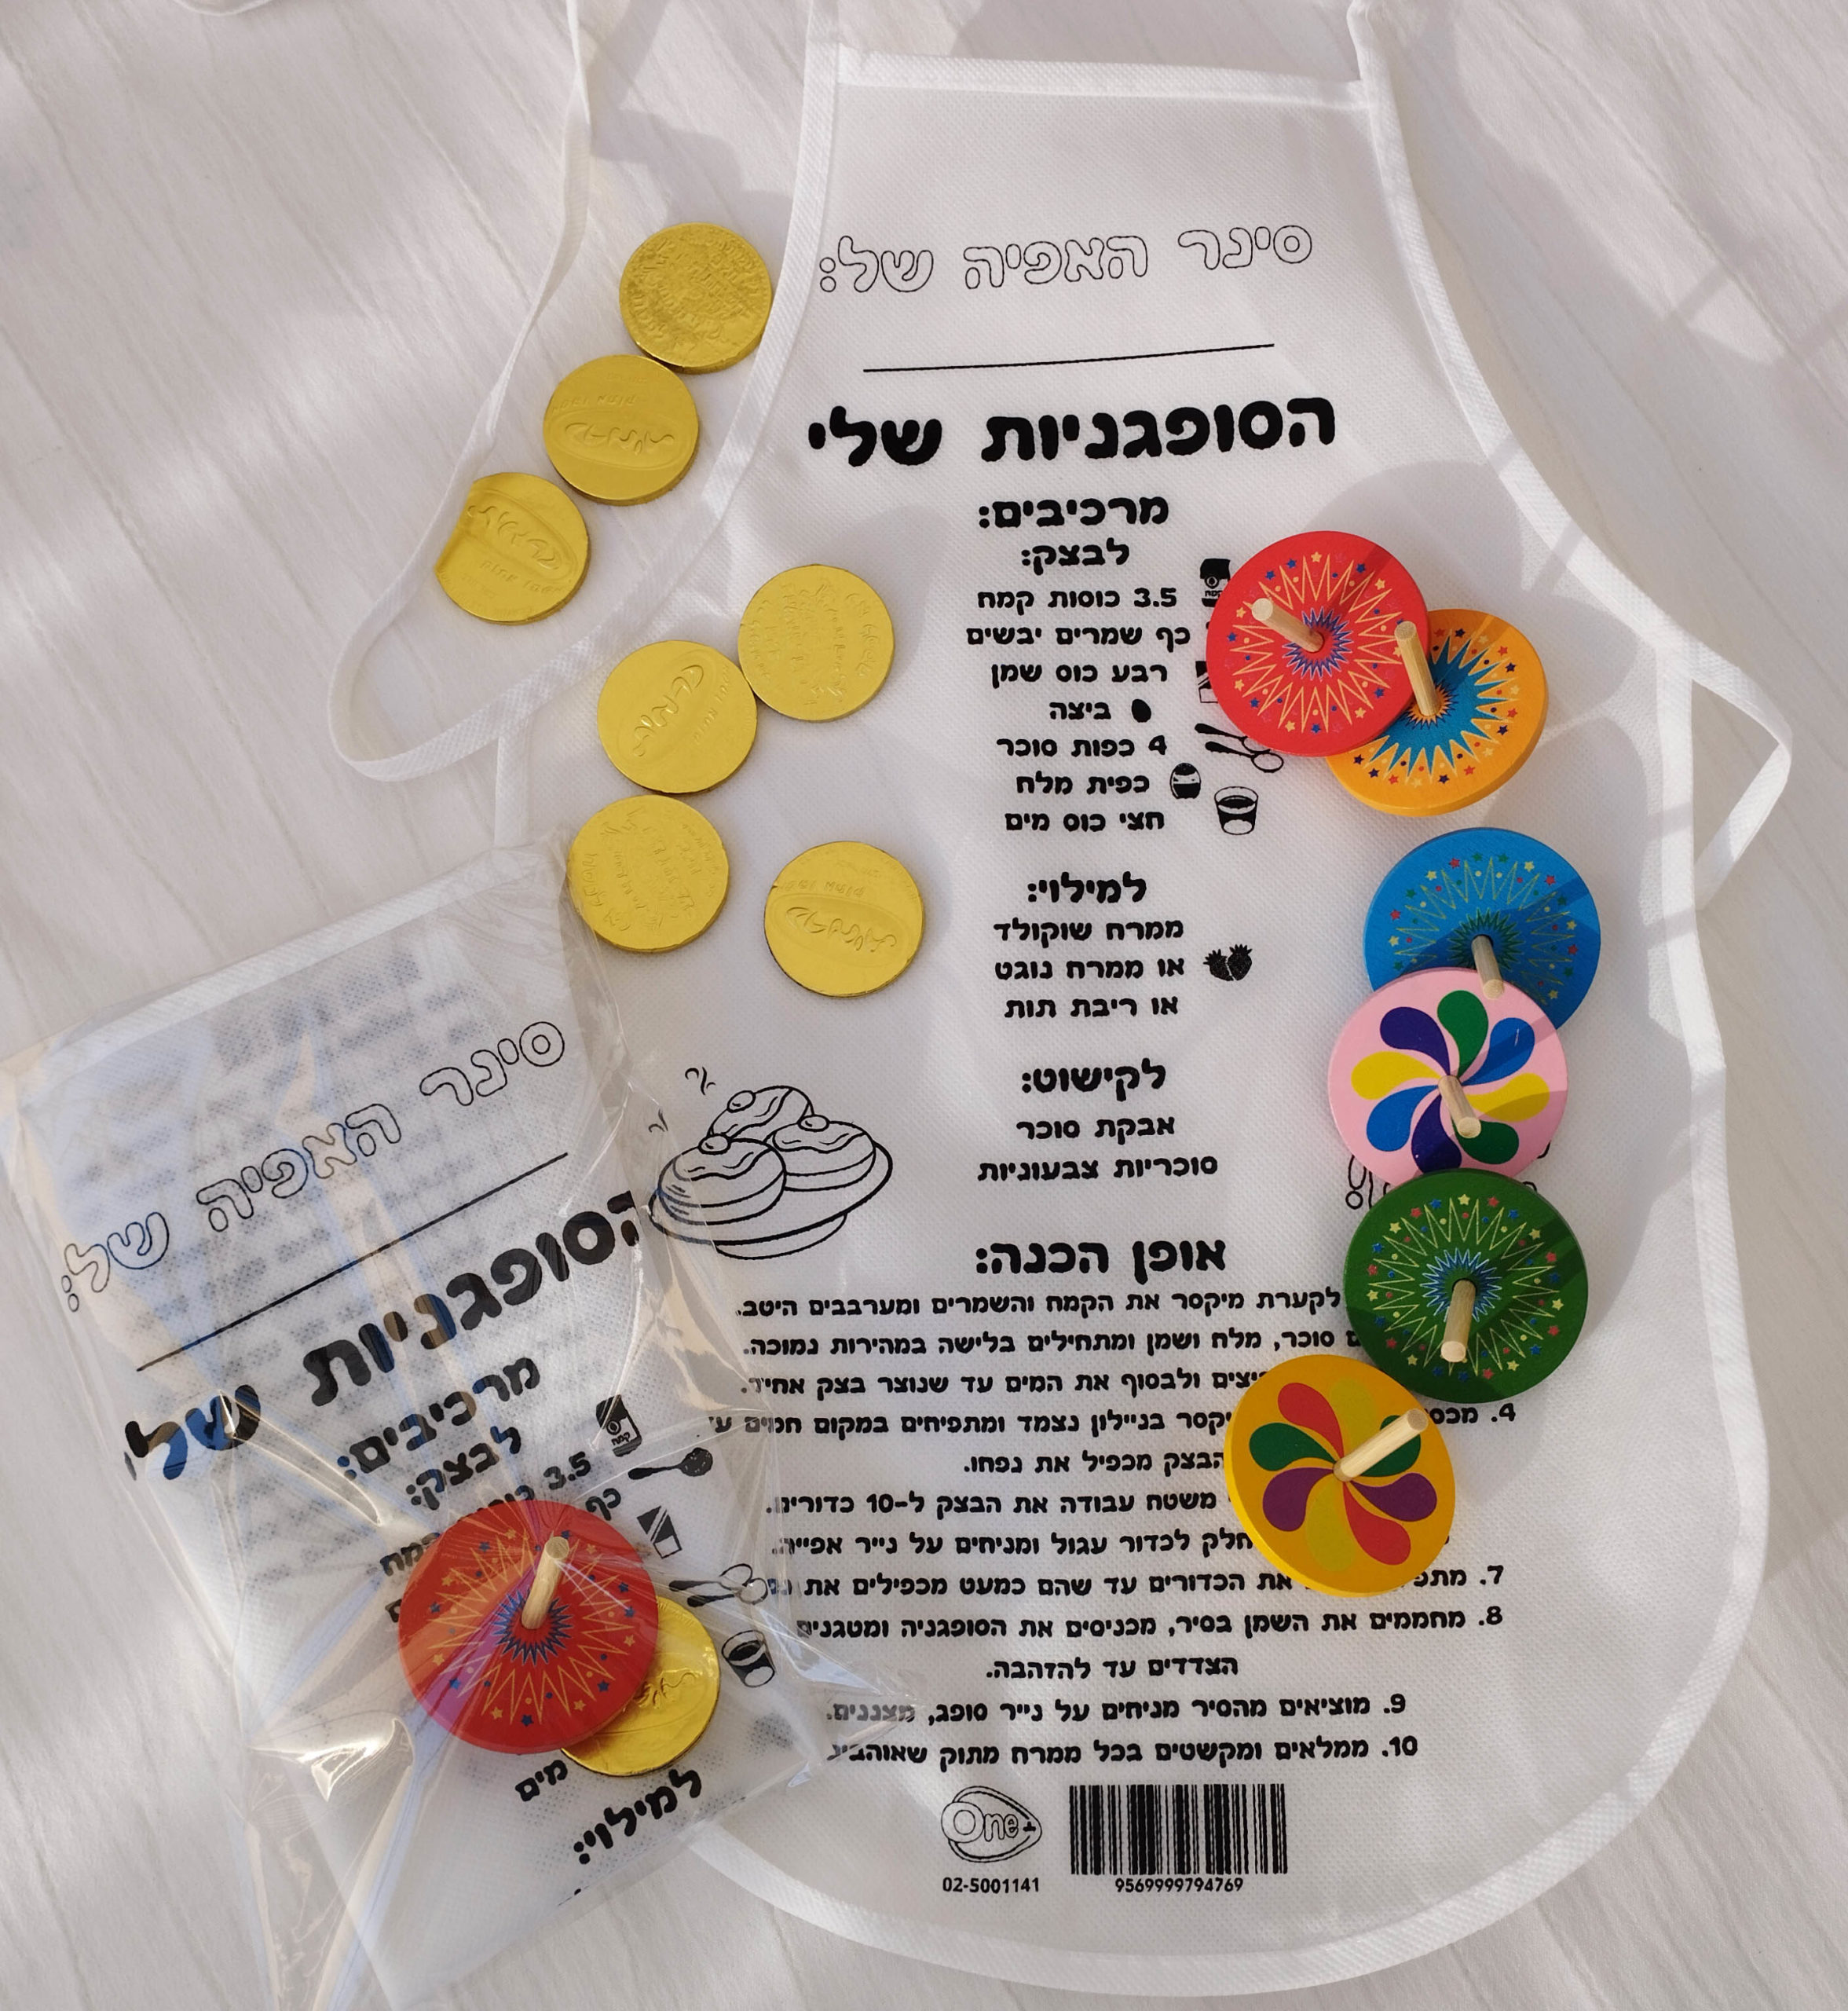 סינר האפיה של:
הסופגניות שלי
מרכיבים:
לבצק:
3.5 כוסות קמח
כף שמרים יבשים
רבע כוס שמן
ביצה
4 כפות סוכר
כפית מלח
חצי כוס מים
למילוי:
ממרח שוקולד
או ממרח נוגט
או ריבת תות
לקישוט:
אבקת סוכר
סוכריות צבעוניות
אופן הכנה:
לקערת מיקסר את הקמח והשמרים ומערבבים היטב.
סוכר, מלח ושמן ומתחילים בלישה במהירות נמוכה.
ולבסוף את המים עד שנוצר בצק אחיד.
4. בניילון נצמד ומתפיחים במקום חמים
הבצק מכפיל את נפחו.
משטח עבודה את הבצק ל-10 כדורים.
חלק לכדור עגול ומניחים על נייר אפייה.
7. את הכדורים עד שהם כמעט מכפילים את
8. מחממים את השמן בסיר, מכניסים את הסופגניה ומטגנים
הצדדים עד להזהבה.
9. מוציאים מהסיר מניחים על נייר סופג, מצננים.
10. ממלאים ומקשטים בכל ממרח מתוק שאוהבים
One+
02-5001141
9569999794769
סינר האפיה של:
הסופגניות שלי
מרכיבים:
לבצק:
3.5
כף
קמח
מים
למילוי: